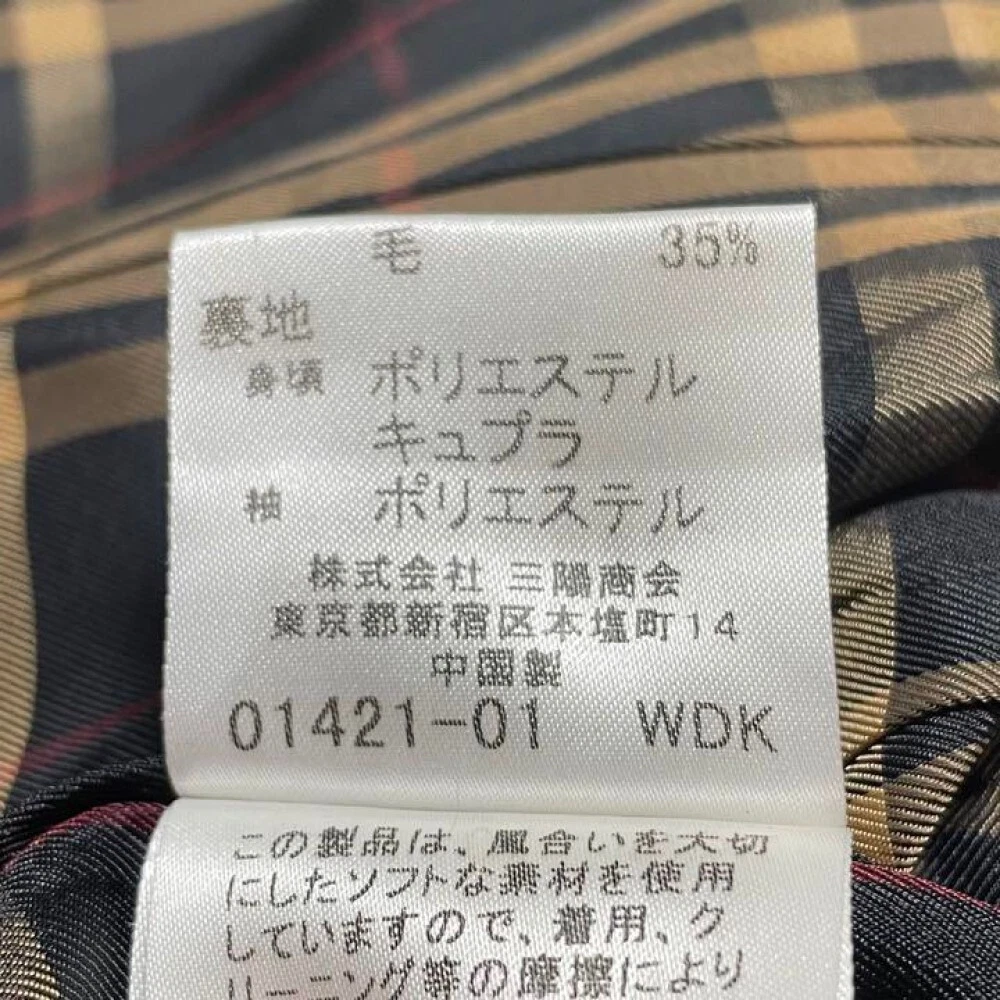 毛 35%
裏地
身頃 ポリエステル
キュプラ
袖 ポリエステル
株式会社 三陽商会
東京都新宿区本塩町14
中国製
01421-01 WDK
この製品は、風合いを大切
にしたソフトな素材を使用
していますので、着用、ク
リーニング等の摩擦により